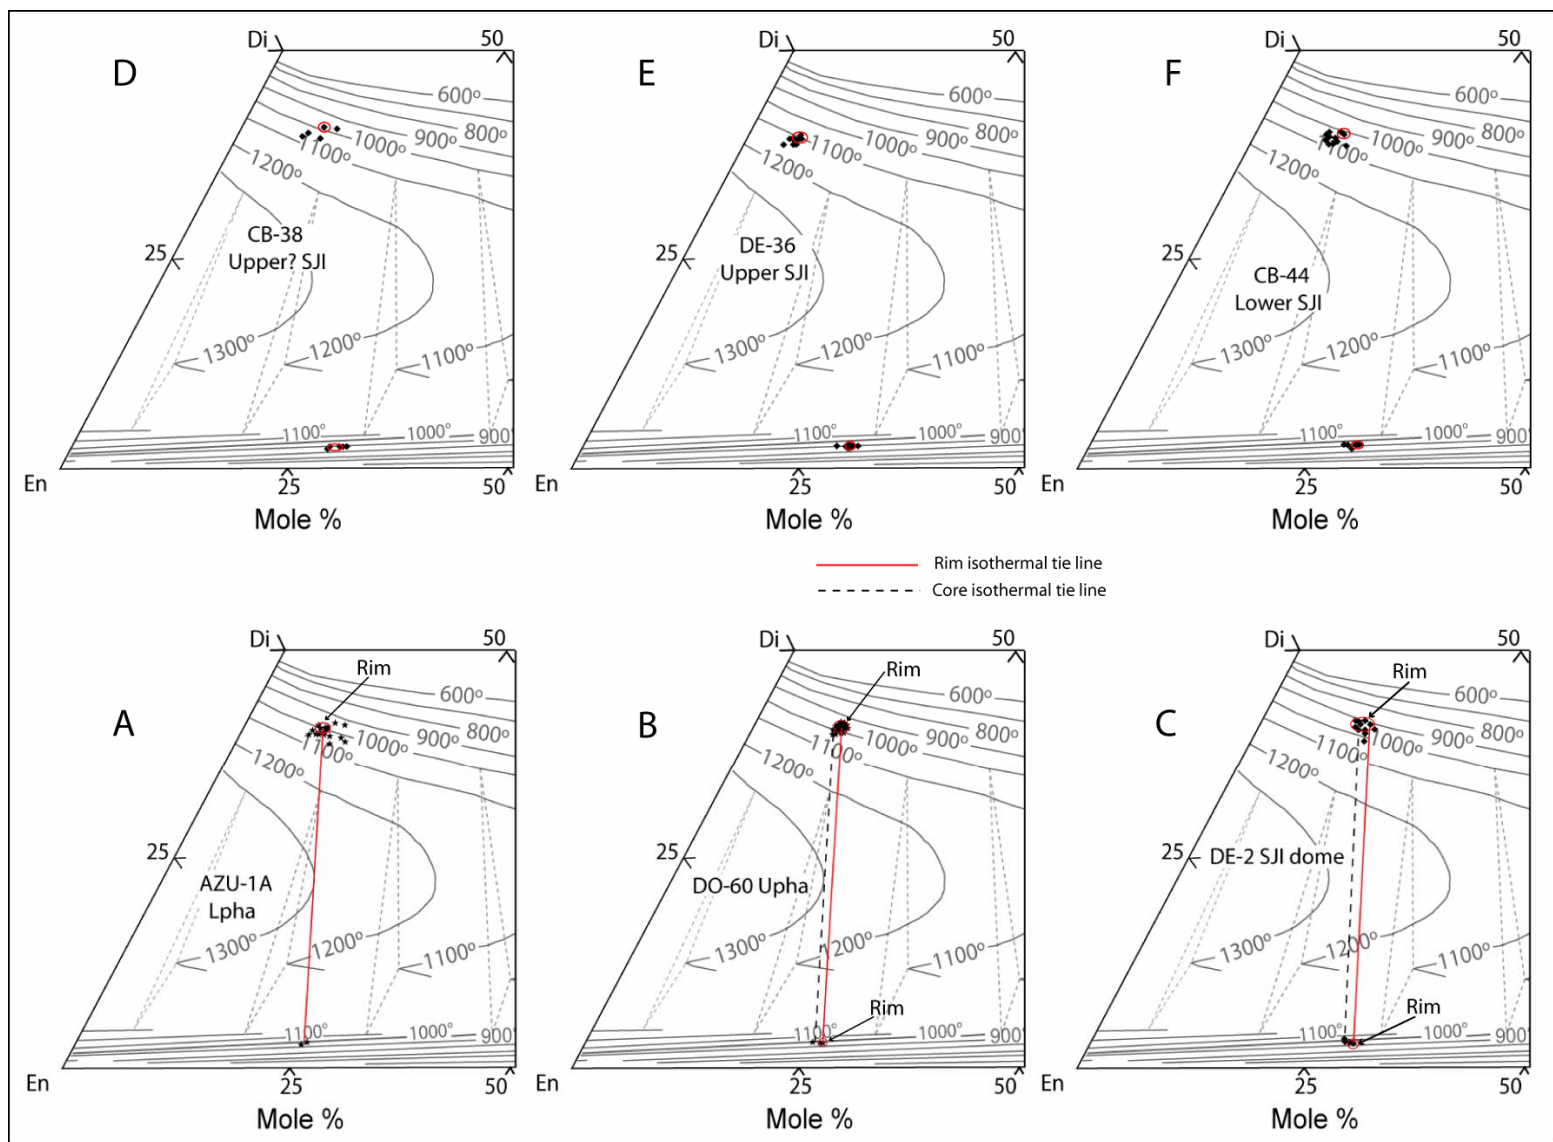 D
Di
50
600°
800°
900°
1000°
1100°
1200°
25
CB-38
Upper? SJI
1300°
1200°
1100°
1100°
1000°
900°
En
25
50
Mole %
E
Di
50
600°
800°
900°
1000°
1100°
1200°
25
DE-36
Upper SJI
1300°
1200°
1100°
1100°
1000°
900°
En
25
50
Mole %
F
Di
50
600°
800°
900°
1000°
1100°
1200°
25
CB-44
Lower SJI
1300°
1200°
1100°
1100°
1000°
900°
En
25
50
Mole %
Rim isothermal tie line
Core isothermal tie line
A
Di
50
Rim
600°
800°
900°
1000°
1100°
1200°
25
AZU-1A
Lpha
1300°
1200°
1100°
1100°
1000°
900°
En
25
50
Mole %
B
Di
50
Rim
600°
800°
900°
1000°
1100°
1200°
25
DO-60 Upha
1300°
1200°
1100°
Rim
1100°
1000°
900°
En
25
50
Mole %
C
Di
50
Rim
600°
800°
900°
1000°
1100°
1200°
25
DE-2 SJI dome
1300°
1200°
1100°
Rim
1100°
1000°
900°
En
25
50
Mole %